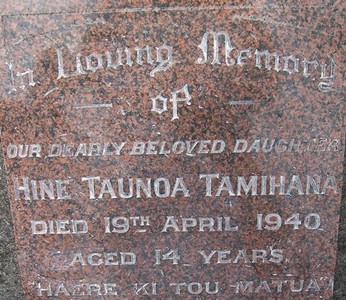 In Loving Memory
of
OUR DEARLY BELOVED DAUGHTER
HINE TAUNOA TAMIHANA
DIED 19TH APRIL 1940
AGED 14 YEARS.
HAERE KI TOU MATUA